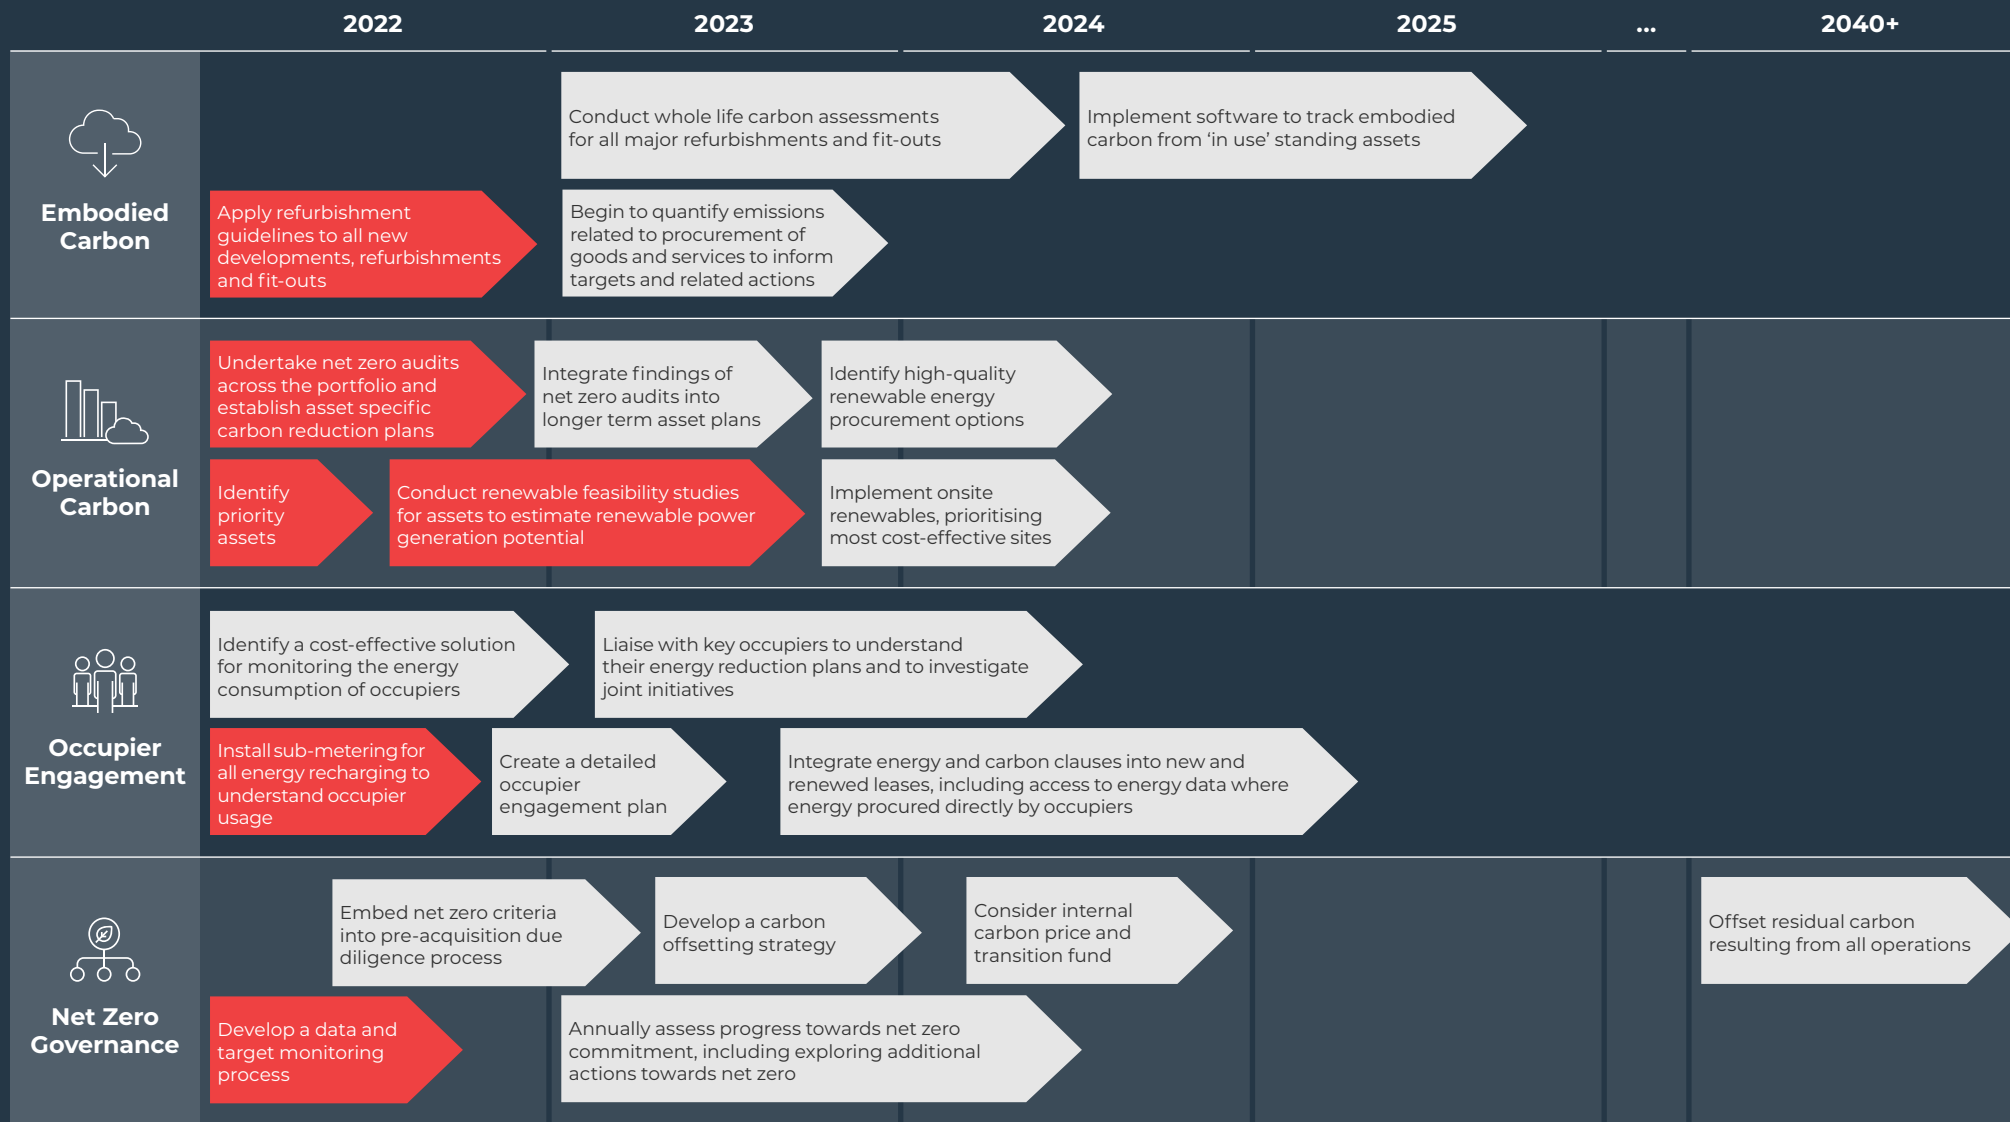 2022
2023
2024
2025
...
2040+
Embodied
Carbon
Conduct whole life carbon assessments
for all major refurbishments and fit-outs
Implement software to track embodied
carbon from ‘in use’ standing assets
Apply refurbishment
guidelines to all new
developments, refurbishments
and fit-outs
Begin to quantify emissions
related to procurement of
goods and services to inform
targets and related actions
Operational
Carbon
Undertake net zero audits
across the portfolio and
establish asset specific
carbon reduction plans
Integrate findings of
net zero audits into
longer term asset plans
Identify high-quality
renewable energy
procurement options
Identify
priority
assets
Conduct renewable feasibility studies
for assets to estimate renewable power
generation potential
Implement onsite
renewables, prioritising
most cost-effective sites
Occupier
Engagement
Identify a cost-effective solution
for monitoring the energy
consumption of occupiers
Liaise with key occupiers to understand
their energy reduction plans and to investigate
joint initiatives
Install sub-metering for
all energy recharging to
understand occupier
usage
Create a detailed
occupier
engagement plan
Integrate energy and carbon clauses into new and
renewed leases, including access to energy data where
energy procured directly by occupiers
Net Zero
Governance
Embed net zero criteria
into pre-acquisition due
diligence process
Develop a carbon
offsetting strategy
Consider internal
carbon price and
transition fund
Offset residual carbon
resulting from all operations
Develop a data and
target monitoring
process
Annually assess progress towards net zero
commitment, including exploring additional
actions towards net zero